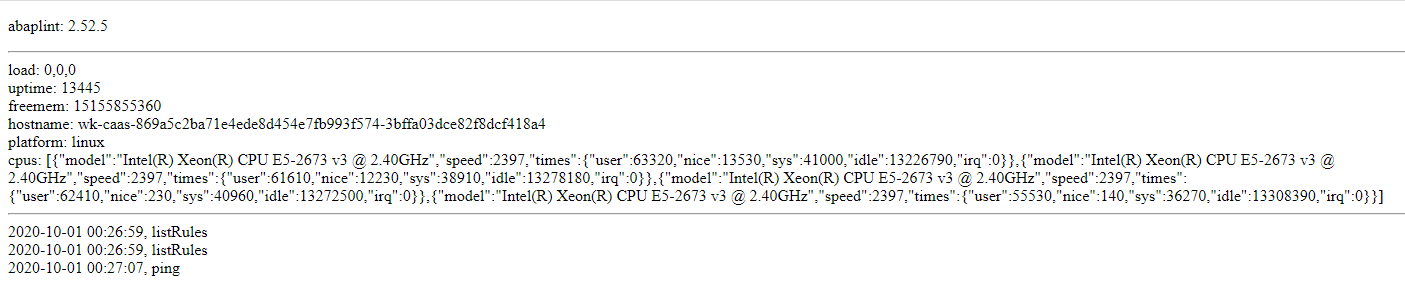 abaplint: 2.52.5
load: 0,0,0
uptime: 13445
freemem: 15155855360
hostname: wk-caas-869a5c2ba71e4ede8d454e7fb993f574-3bffa03dce82f8dcf418a4
platform: linux
cpus: [{"model":"Intel(R) Xeon(R) CPU E5-2673 v3 @ 2.40GHz","speed":2397,"times":{"user":63320,"nice":13530,"sys":41000,"idle":13226790,"irq":0}},{"model":"Intel(R) Xeon(R) CPU E5-2673 v3 @
2.40GHz","speed":2397,"times":{"user":61610,"nice":12230,"sys":38910,"idle":13278180,"irq":0}},{"model":"Intel(R) Xeon(R) CPU E5-2673 v3 @ 2.40GHz","speed":2397,"times":
{"user":62410,"nice":230,"sys":40960,"idle":13272500,"irq":0}},{"model":"Intel(R) Xeon(R) CPU E5-2673 v3 @ 2.40GHz","speed":2397,"times":{"user":55530,"nice":140,"sys":36270,"idle":13308390,"irq":0}}]
2020-10-01 00:26:59, listRules
2020-10-01 00:26:59, listRules
2020-10-01 00:27:07, ping